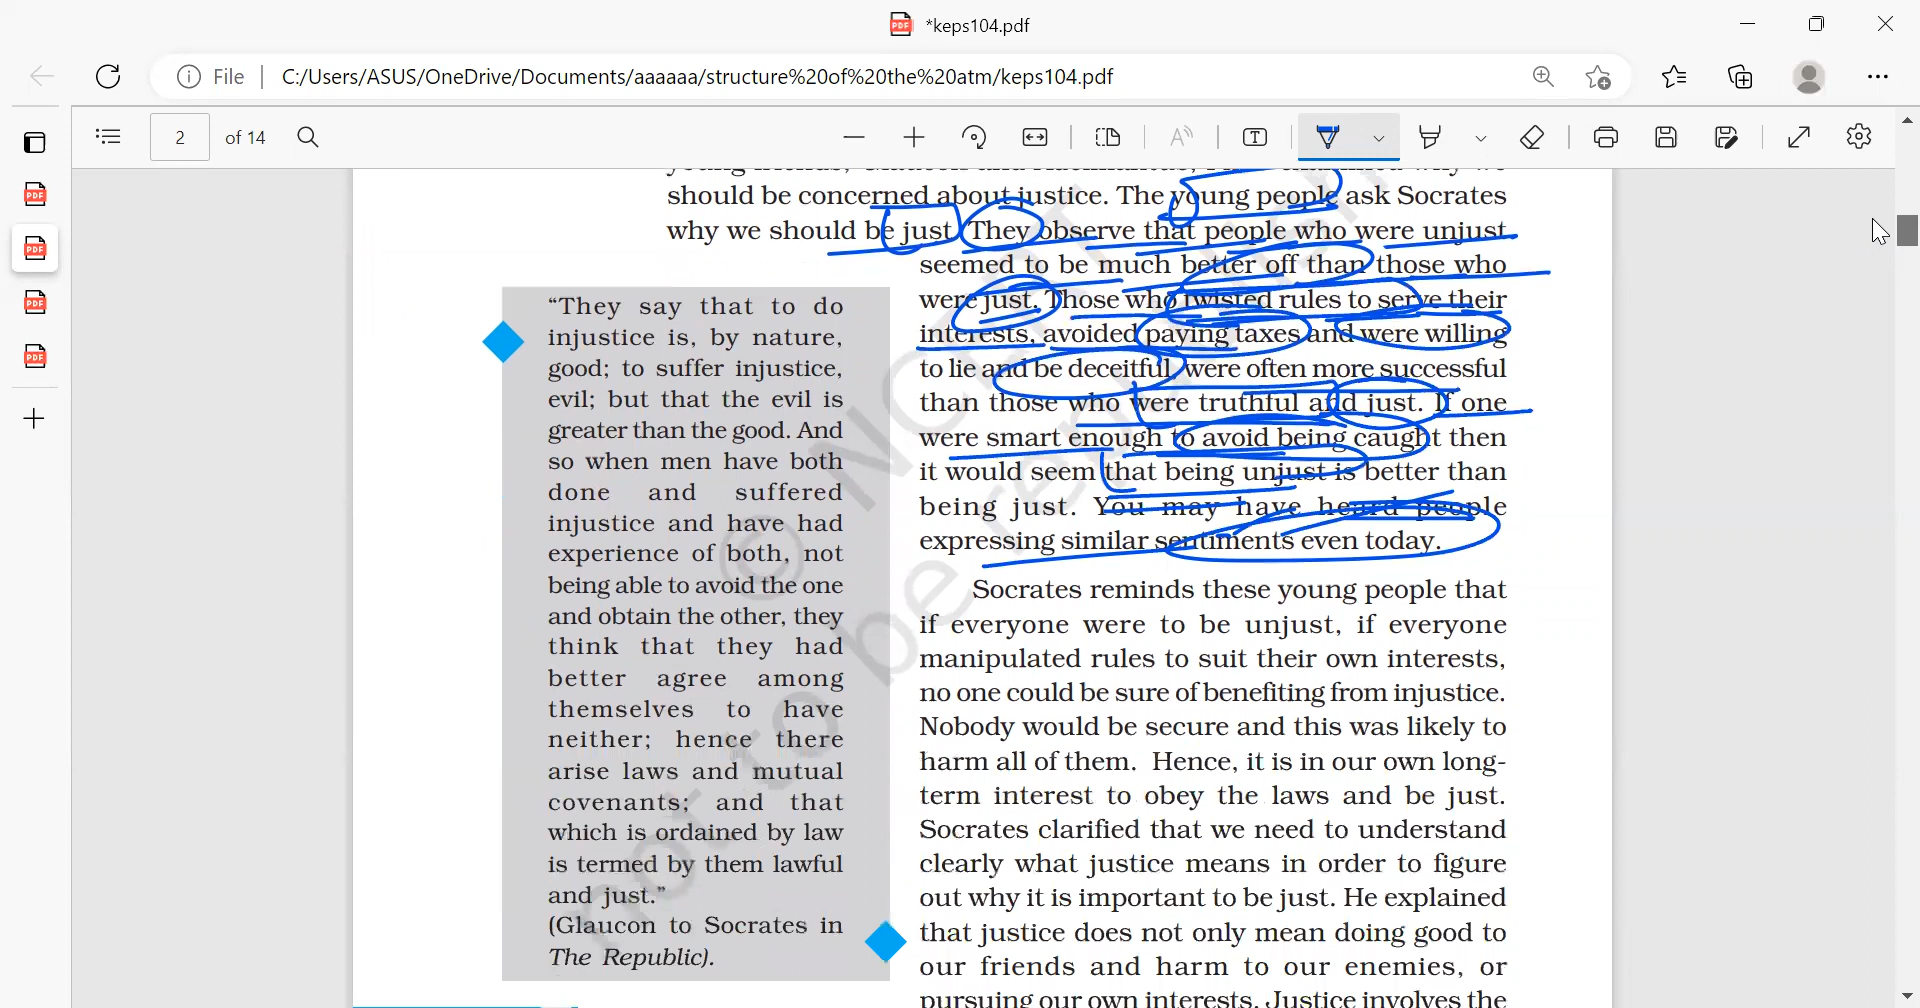 *keps104.pdf
File
C:/Users/ASUS/OneDrive/Documents/aaaaaa/structure%20of%20the%20atm/keps104.pdf
2 of 14
should be concerned about justice. The young people ask Socrates
why we should be just. They observe that people who were unjust
seemed to be much better off than those who
were just. Those who twisted rules to serve their
interests, avoided paying taxes and were willing
to lie and be deceitful, were often more successful
than those who were truthful and just. If one
were smart enough to avoid being caught then
it would seem that being unjust is better than
being just. You may have heard people
expressing similar sentiments even today.
“They say that to do
injustice is, by nature,
good; to suffer injustice,
evil; but that the evil is
greater than the good. And
so when men have both
done and suffered
injustice and have had
experience of both, not
being able to avoid the one
and obtain the other, they
think that they had
better agree among
themselves to have
neither; hence there
arise laws and mutual
covenants; and that
which is ordained by law
is termed by them lawful
and just.”
(Glaucon to Socrates in
The Republic).
Socrates reminds these young people that
if everyone were to be unjust, if everyone
manipulated rules to suit their own interests,
no one could be sure of benefiting from injustice.
Nobody would be secure and this was likely to
harm all of them. Hence, it is in our own long-
term interest to obey the laws and be just.
Socrates clarified that we need to understand
clearly what justice means in order to figure
out why it is important to be just. He explained
that justice does not only mean doing good to
our friends and harm to our enemies, or
pursuing our own interests. Justice involves the
not to be rep